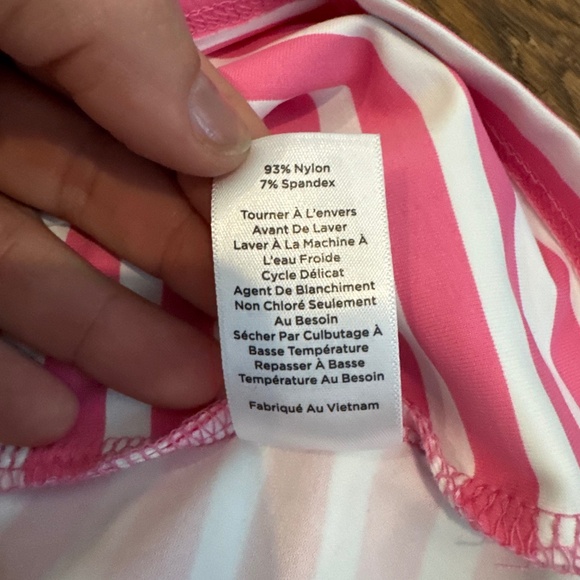 93% Nylon
7% Spandex
Tourner À L'envers
Avant De Laver
Laver À La Machine À
L'eau Froide
Cycle Délicat
Agent De Blanchiment
Non Chloré Seulement
Au Besoin
Sécher Par Culbutage À
Basse Température
Repasser À Basse
Température Au Besoin
Fabriqué Au Vietnam